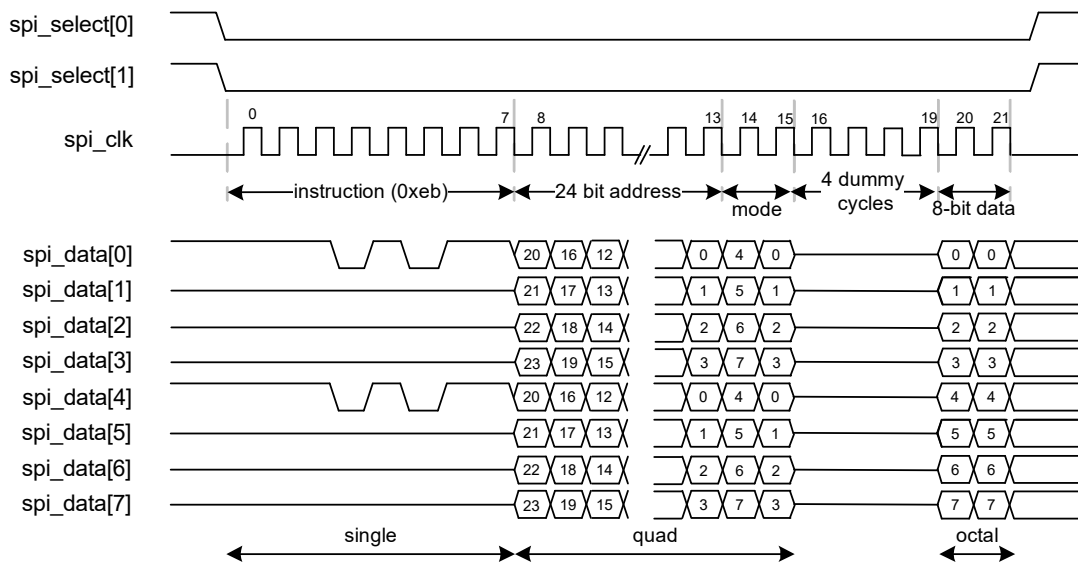 spi_select[0]
spi_select[1]
spi_clk
0 7 8 13 14 15 16 19 20 21
instruction (0xeb) 24 bit address mode 4 dummy cycles 8-bit data
spi_data[0] 20 16 12 0 4 0 0 0
spi_data[1] 21 17 13 1 5 1 1 1
spi_data[2] 22 18 14 2 6 2 2 2
spi_data[3] 23 19 15 3 7 3 3 3
spi_data[4] 20 16 12 0 4 0 4 4
spi_data[5] 21 17 13 1 5 1 5 5
spi_data[6] 22 18 14 2 6 2 6 6
spi_data[7] 23 19 15 3 7 3 7 7
single quad octal